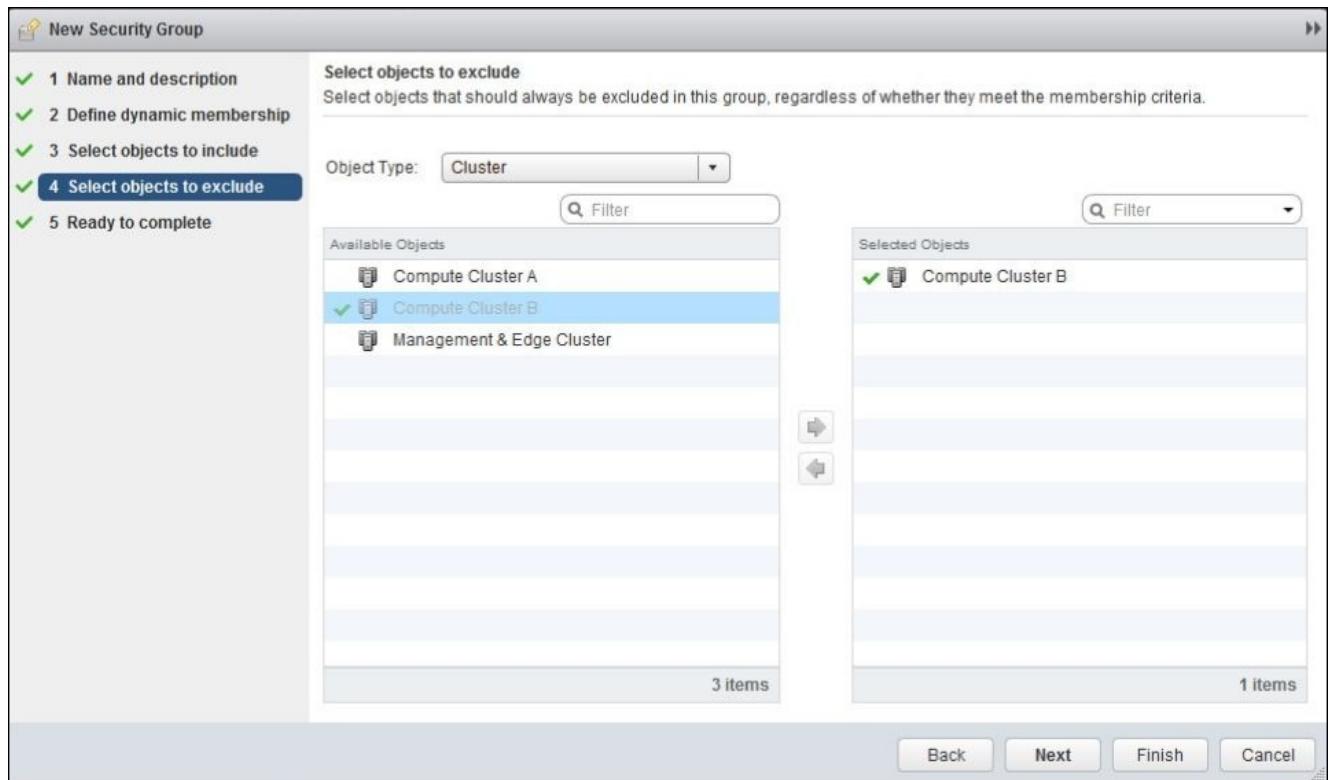 New Security Group
1 Name and description
2 Define dynamic membership
3 Select objects to include
4 Select objects to exclude
5 Ready to complete
Select objects to exclude
Select objects that should always be excluded in this group, regardless of whether they meet the membership criteria.
Object Type: Cluster
Filter
Available Objects
Compute Cluster A
Compute Cluster B
Management & Edge Cluster
3 items
Filter
Selected Objects
Compute Cluster B
1 items
Back Next Finish Cancel